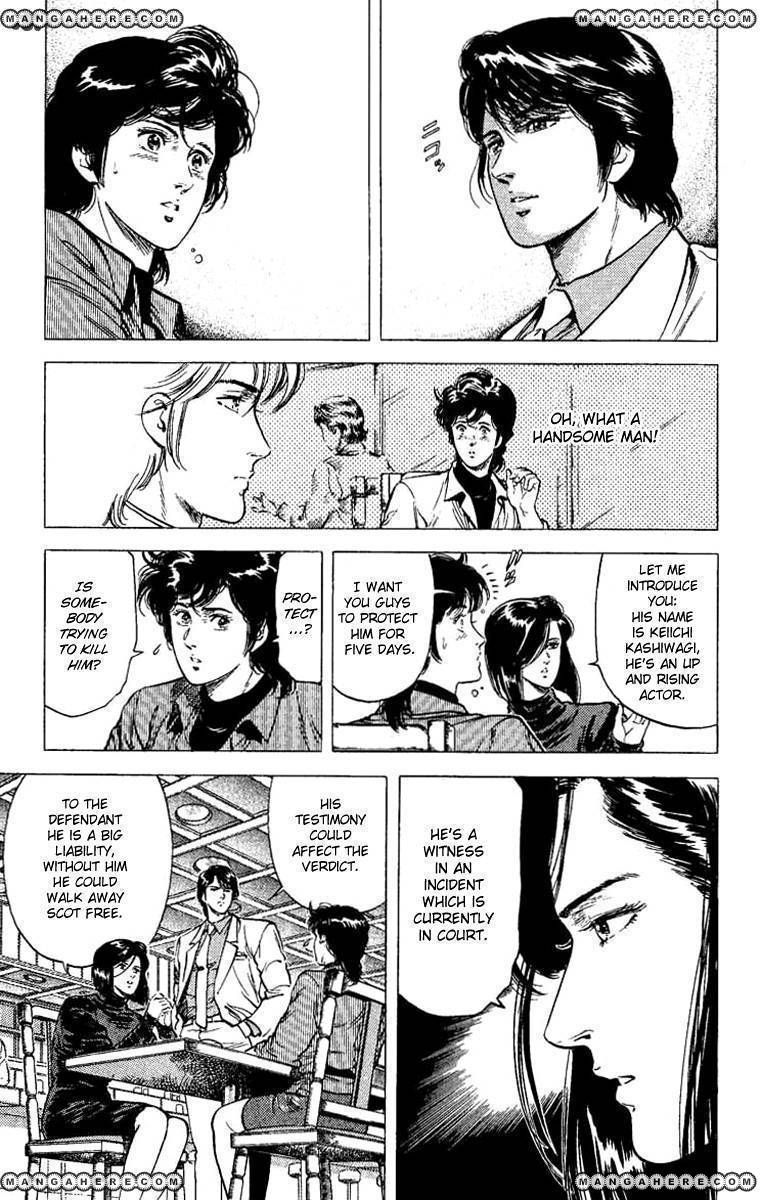 MANGAHERE.COM
MANGAHERE.COM
ニコッ
OH, WHAT A
HANDSOME MAN!
LET ME
INTRODUCE
YOU:
HIS NAME
IS KEIICHI
KASHIWAGI,
HE'S AN UP
AND RISING
ACTOR.
I WANT
YOU GUYS
TO PROTECT
HIM FOR
FIVE DAYS.
PRO-
TECT
...?
IS
SOME-
BODY
TRYING
TO KILL
HIM?
HE'S A
WITNESS
IN AN
INCIDENT
WHICH IS
CURRENTLY
IN COURT.
HIS
TESTIMONY
COULD
AFFECT THE
VERDICT.
TO THE
DEFENDANT
HE IS A BIG
LIABILITY,
WITHOUT HIM
HE COULD
WALK AWAY
SCOT FREE.
MANGAHERE.COM
MANGAHERE.COM